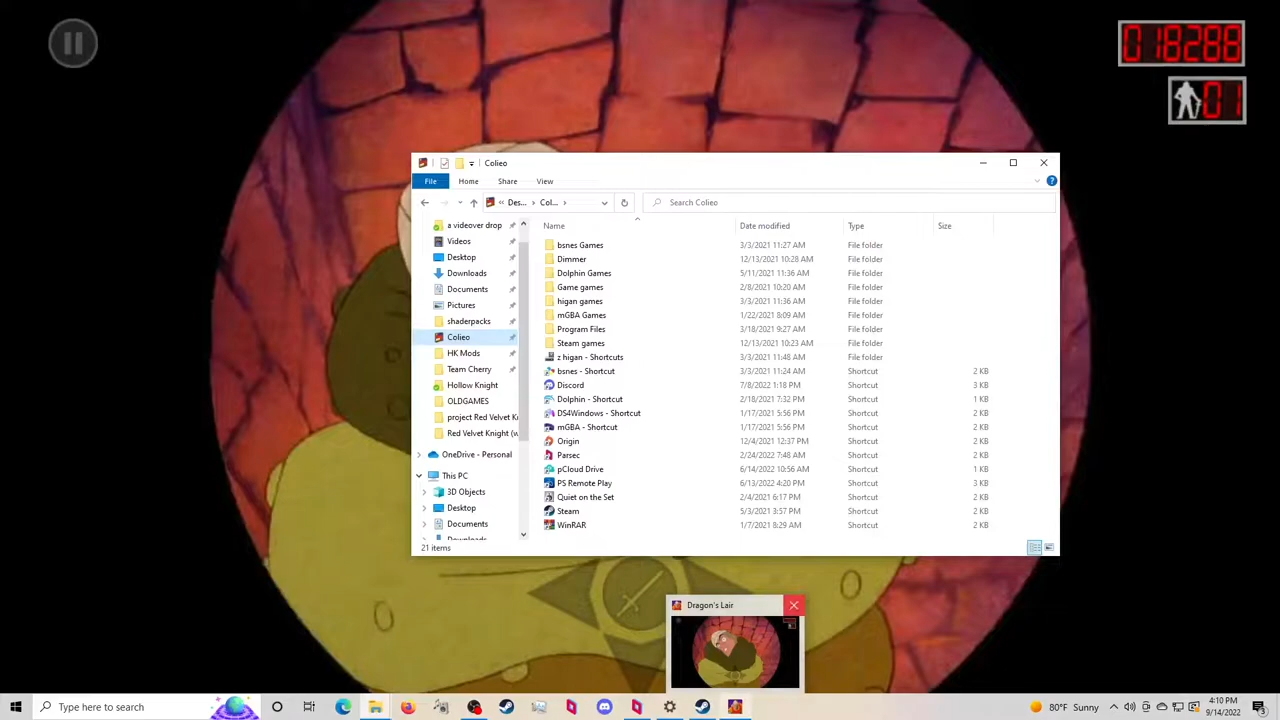 018288
01
Colieo
File Home Share View
Des... Col... Search Colieo
Name Date modified Type Size
a videover drop
Videos
Desktop
Downloads
Documents
Pictures
shaderpacks
Colieo
HK Mods
Team Cherry
Hollow Knight
OLDGAMES
project Red Velvet Kn
Red Velvet Knight (w
OneDrive - Personal
This PC
3D Objects
Desktop
Documents
Downloads
bsnes Games 3/3/2021 11:27 AM File folder
Dimmer 12/13/2021 10:28 AM File folder
Dolphin Games 5/11/2021 11:36 AM File folder
Game games 2/8/2021 10:20 AM File folder
higan games 3/3/2021 11:36 AM File folder
mGBA Games 1/22/2021 8:09 AM File folder
Program Files 3/18/2021 9:27 AM File folder
Steam games 12/13/2021 10:23 AM File folder
z higan - Shortcuts 3/3/2021 11:48 AM File folder
bsnes - Shortcut 3/3/2021 11:24 AM Shortcut 2 KB
Discord 7/8/2022 1:18 PM Shortcut 3 KB
Dolphin - Shortcut 2/18/2021 7:32 PM Shortcut 1 KB
DS4Windows - Shortcut 1/17/2021 5:56 PM Shortcut 2 KB
mGBA - Shortcut 1/17/2021 5:56 PM Shortcut 2 KB
Origin 12/4/2021 12:37 PM Shortcut 2 KB
Parsec 2/24/2022 7:48 AM Shortcut 2 KB
pCloud Drive 6/14/2022 10:56 AM Shortcut 1 KB
PS Remote Play 6/13/2022 4:20 PM Shortcut 3 KB
Quiet on the Set 2/4/2021 6:17 PM Shortcut 2 KB
Steam 5/3/2021 3:57 PM Shortcut 2 KB
WinRAR 1/7/2021 8:29 AM Shortcut 2 KB
21 items
Dragon's Lair
Type here to search
80°F Sunny
4:10 PM
9/14/2022
3